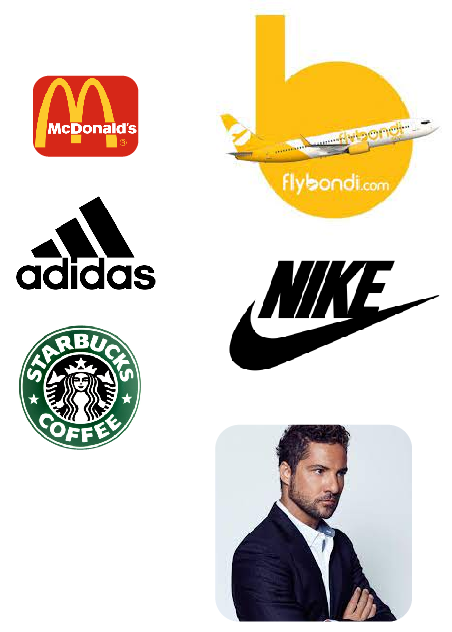 McDonald's
flybondi
flybondi.com
adidas
NIKE
STARBUCKS
COFFEE